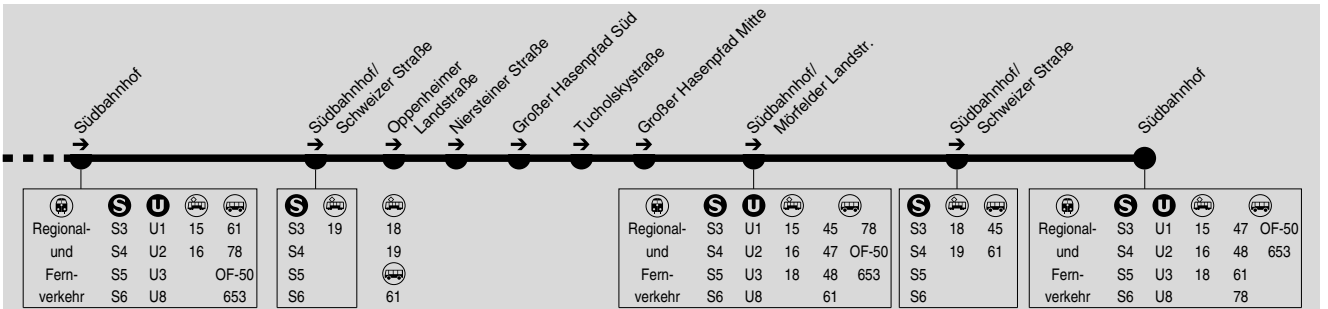 Südbahnhof
Südbahnhof/
Schweizer Straße
Oppenheimer
Landstraße
Niersteiner Straße
Großer Hasenpfad Süd
Tucholskystraße
Großer Hasenpfad Mitte
Südbahnhof/
Mörfelder Landstr.
Südbahnhof/
Schweizer Straße
Südbahnhof
S U
Regional- S3 U1 15 61
und S4 U2 16 78
Fern- S5 U3 OF-50
verkehr S6 U8 653
S
S3 19
S4
S5
S6
18
19
61
S U
Regional- S3 U1 15 45 78
und S4 U2 16 47 OF-50
Fern- S5 U3 18 48 653
verkehr S6 U8 61
S
S3 18 45
S4 19 61
S5
S6
S U
Regional- S3 U1 15 47 OF-50
und S4 U2 16 48 653
Fern- S5 U3 18 61
verkehr S6 U8 78